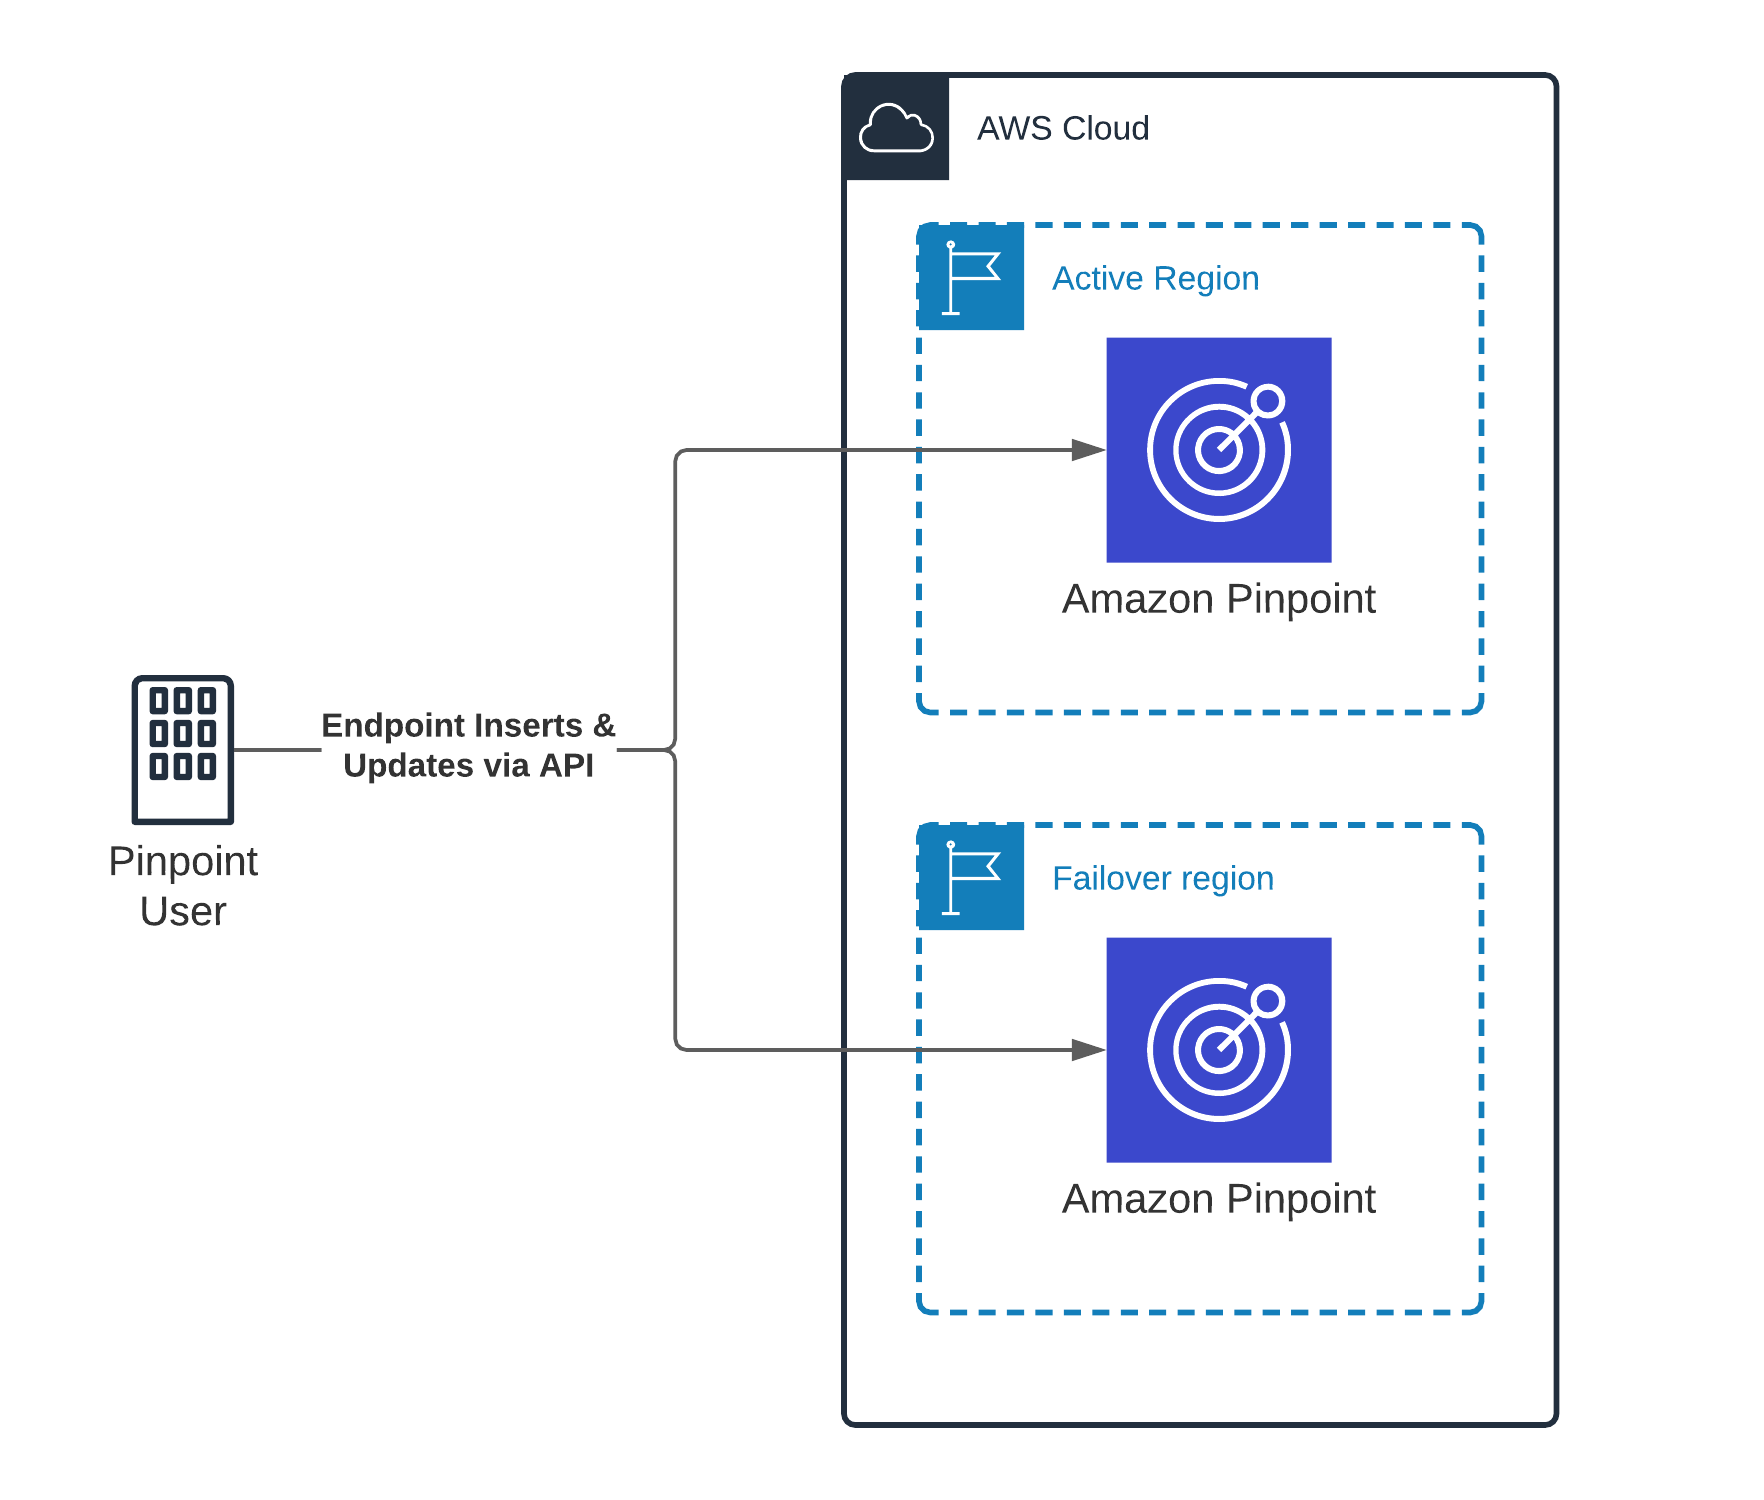 AWS Cloud
Active Region
Amazon Pinpoint
Endpoint Inserts &
Updates via API
Pinpoint
User
Failover region
Amazon Pinpoint